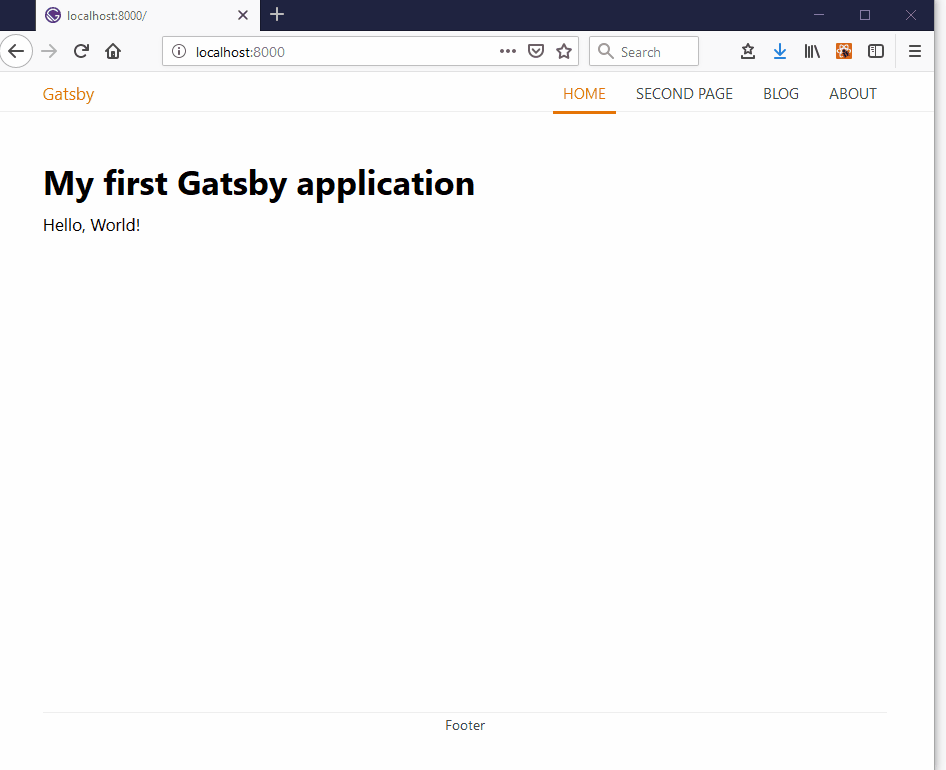 localhost:8000/
localhost:8000
Search
Gatsby
HOME
SECOND PAGE
BLOG
ABOUT
My first Gatsby application
Hello, World!
Footer